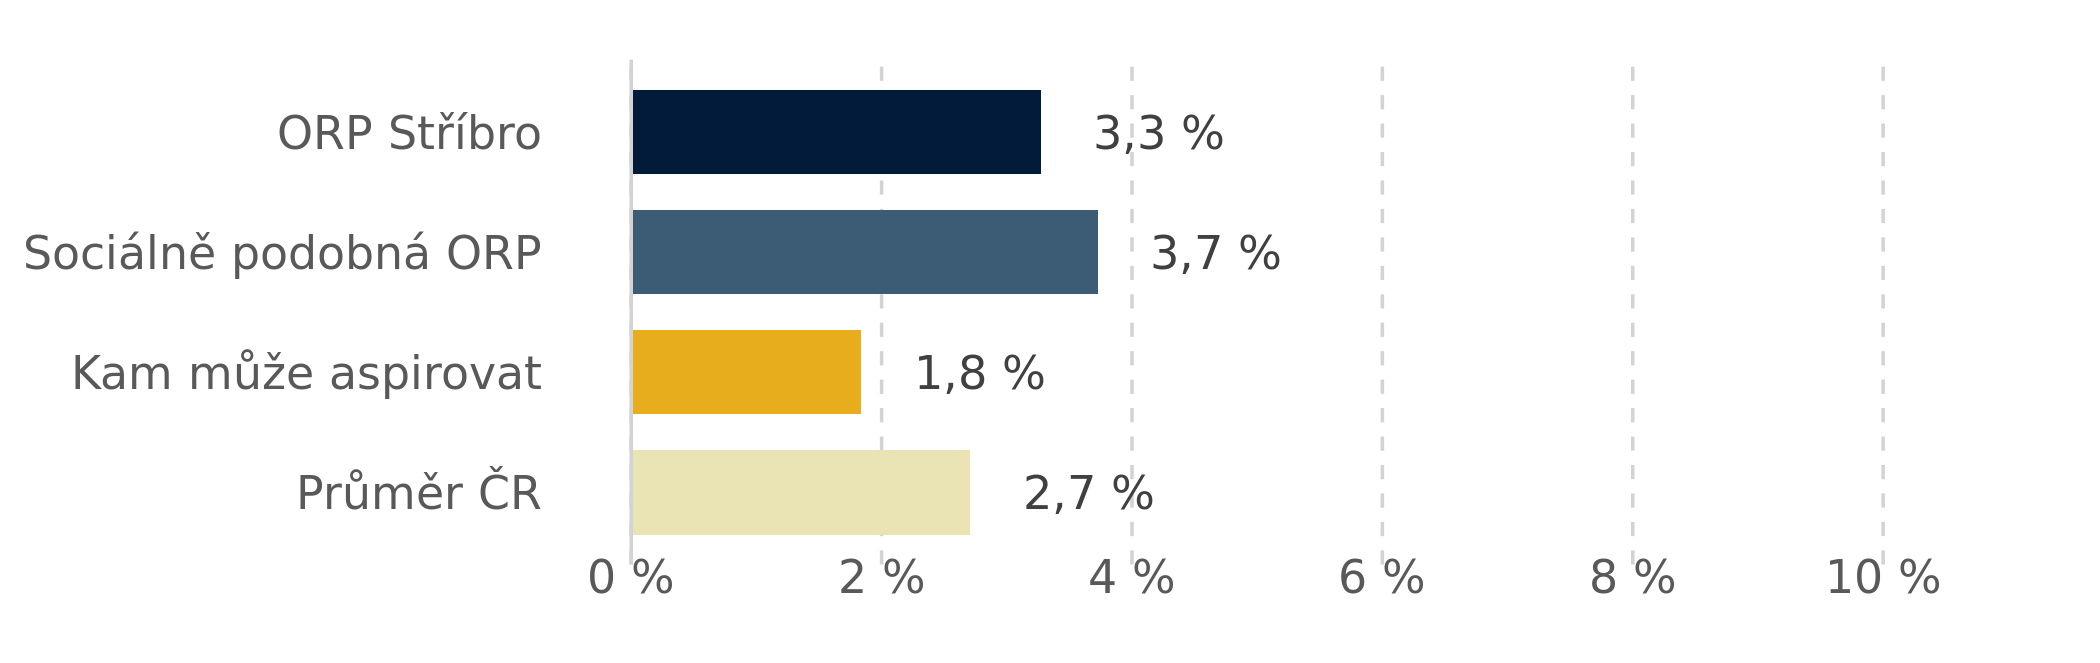 ORP Stříbro 3,3 %
Sociálně podobná ORP 3,7 %
Kam může aspirovat 1,8 %
Průměr ČR 2,7 %
0 % 2 % 4 % 6 % 8 % 10 %